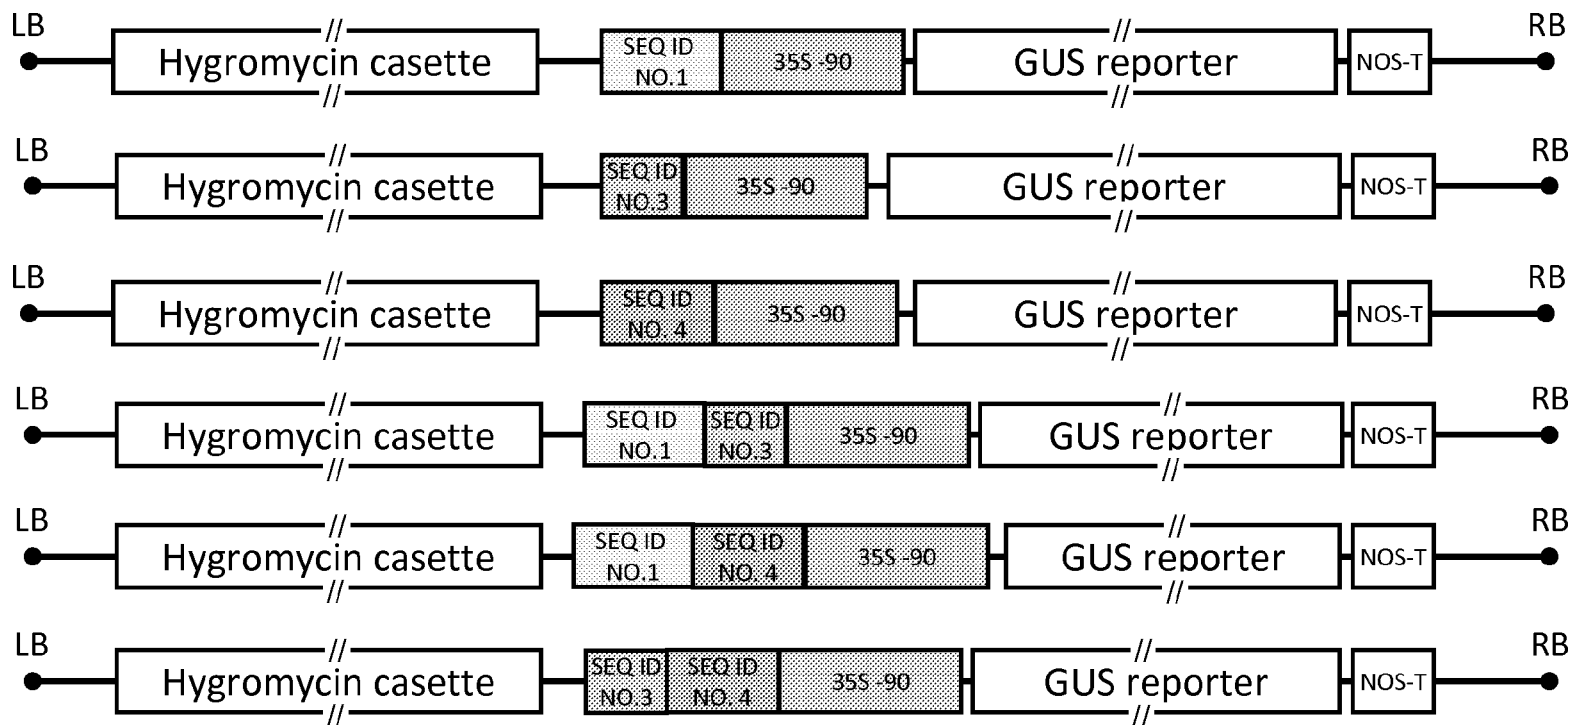 LB RB
Hygromycin casette SEQ ID NO.1 35S -90 GUS reporter NOS-T
LB RB
Hygromycin casette SEQ ID NO.3 35S -90 GUS reporter NOS-T
LB RB
Hygromycin casette SEQ ID NO. 4 35S -90 GUS reporter NOS-T
LB RB
Hygromycin casette SEQ ID NO.1 SEQ ID NO.3 35S -90 GUS reporter NOS-T
LB RB
Hygromycin casette SEQ ID NO.1 SEQ ID NO. 4 35S -90 GUS reporter NOS-T
LB RB
Hygromycin casette SEQ ID NO.3 SEQ ID NO. 4 35S -90 GUS reporter NOS-T